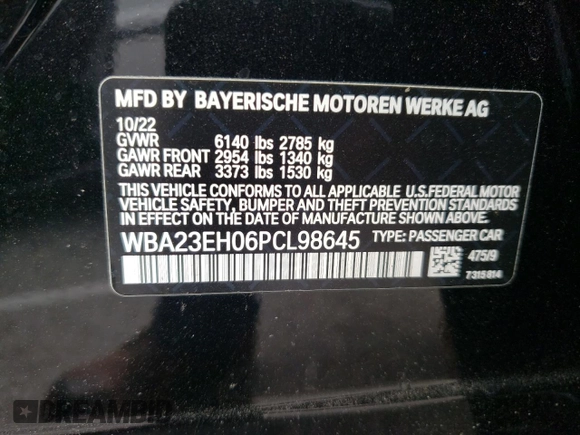 MFD BY BAYERISCHE MOTOREN WERKE AG
10/22
GVWR 6140 lbs 2785 kg
GAWR FRONT 2954 lbs 1340 kg
GAWR REAR 3373 lbs 1530 kg
THIS VEHICLE CONFORMS TO ALL APPLICABLE U.S.FEDERAL MOTOR
VEHICLE SAFETY, BUMPER, AND THEFT PREVENTION STANDARDS
IN EFFECT ON THE DATE OF MANUFACTURE SHOWN ABOVE.
WBA23EH06PCL98645 TYPE: PASSENGER CAR
475/9
7315814
DREAMBID